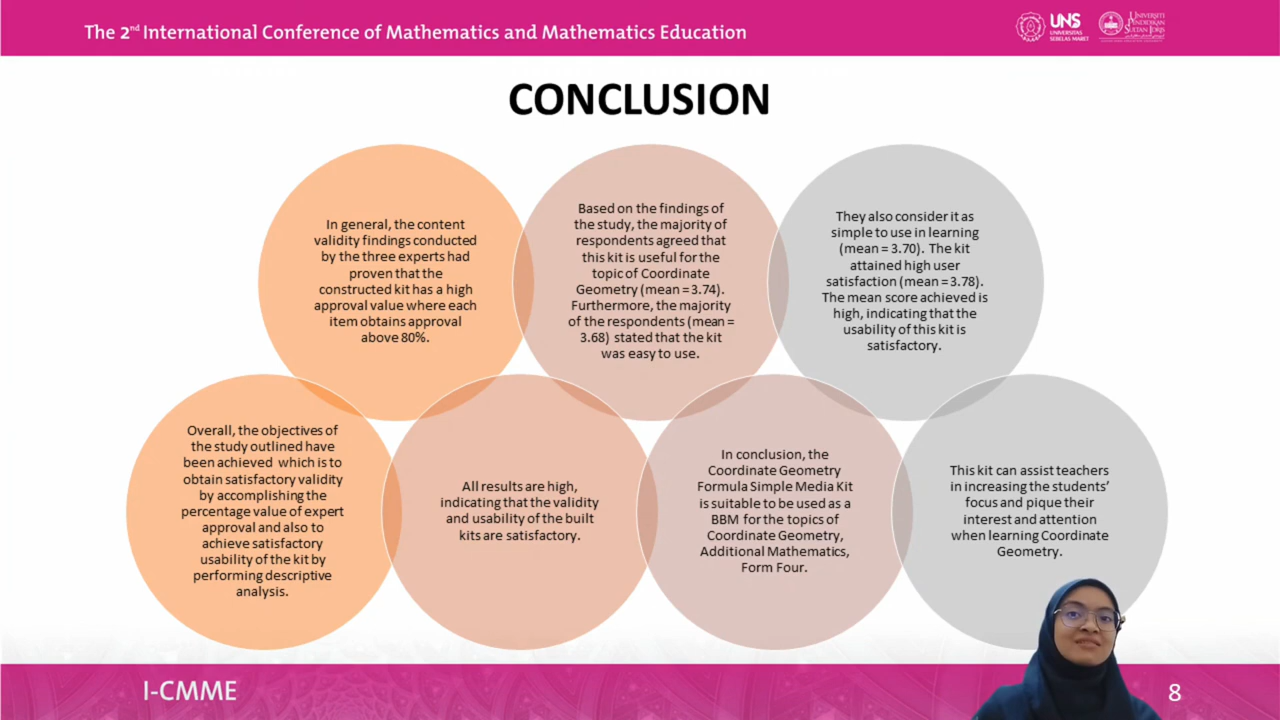 The 2nd International Conference of Mathematics and Mathematics Education
UNS
UNIVERSITAS
SEBELAS MARET
UNIVERSITI
PENDIDIKAN
SULTAN IDRIS
CONCLUSION
In general, the content
validity findings conducted
by the three experts had
proven that the
constructed kit has a high
approval value where each
item obtains approval
above 80%.
Based on the findings of
the study, the majority of
respondents agreed that
this kit is useful for the
topic of Coordinate
Geometry (mean = 3.74).
Furthermore, the majority
of the respondents (mean =
3.68) stated that the kit
was easy to use.
They also consider it as
simple to use in learning
(mean = 3.70). The kit
attained high user
satisfaction (mean = 3.78).
The mean score achieved is
high, indicating that the
usability of this kit is
satisfactory.
Overall, the objectives of
the study outlined have
been achieved which is to
obtain satisfactory validity
by accomplishing the
percentage value of expert
approval and also to
achieve satisfactory
usability of the kit by
performing descriptive
analysis.
All results are high,
indicating that the validity
and usability of the built
kits are satisfactory.
In conclusion, the
Coordinate Geometry
Formula Simple Media Kit
is suitable to be used as a
BBM for the topics of
Coordinate Geometry,
Additional Mathematics,
Form Four.
This kit can assist teachers
in increasing the students'
focus and pique their
interest and attention
when learning Coordinate
Geometry.
I-CMME
8